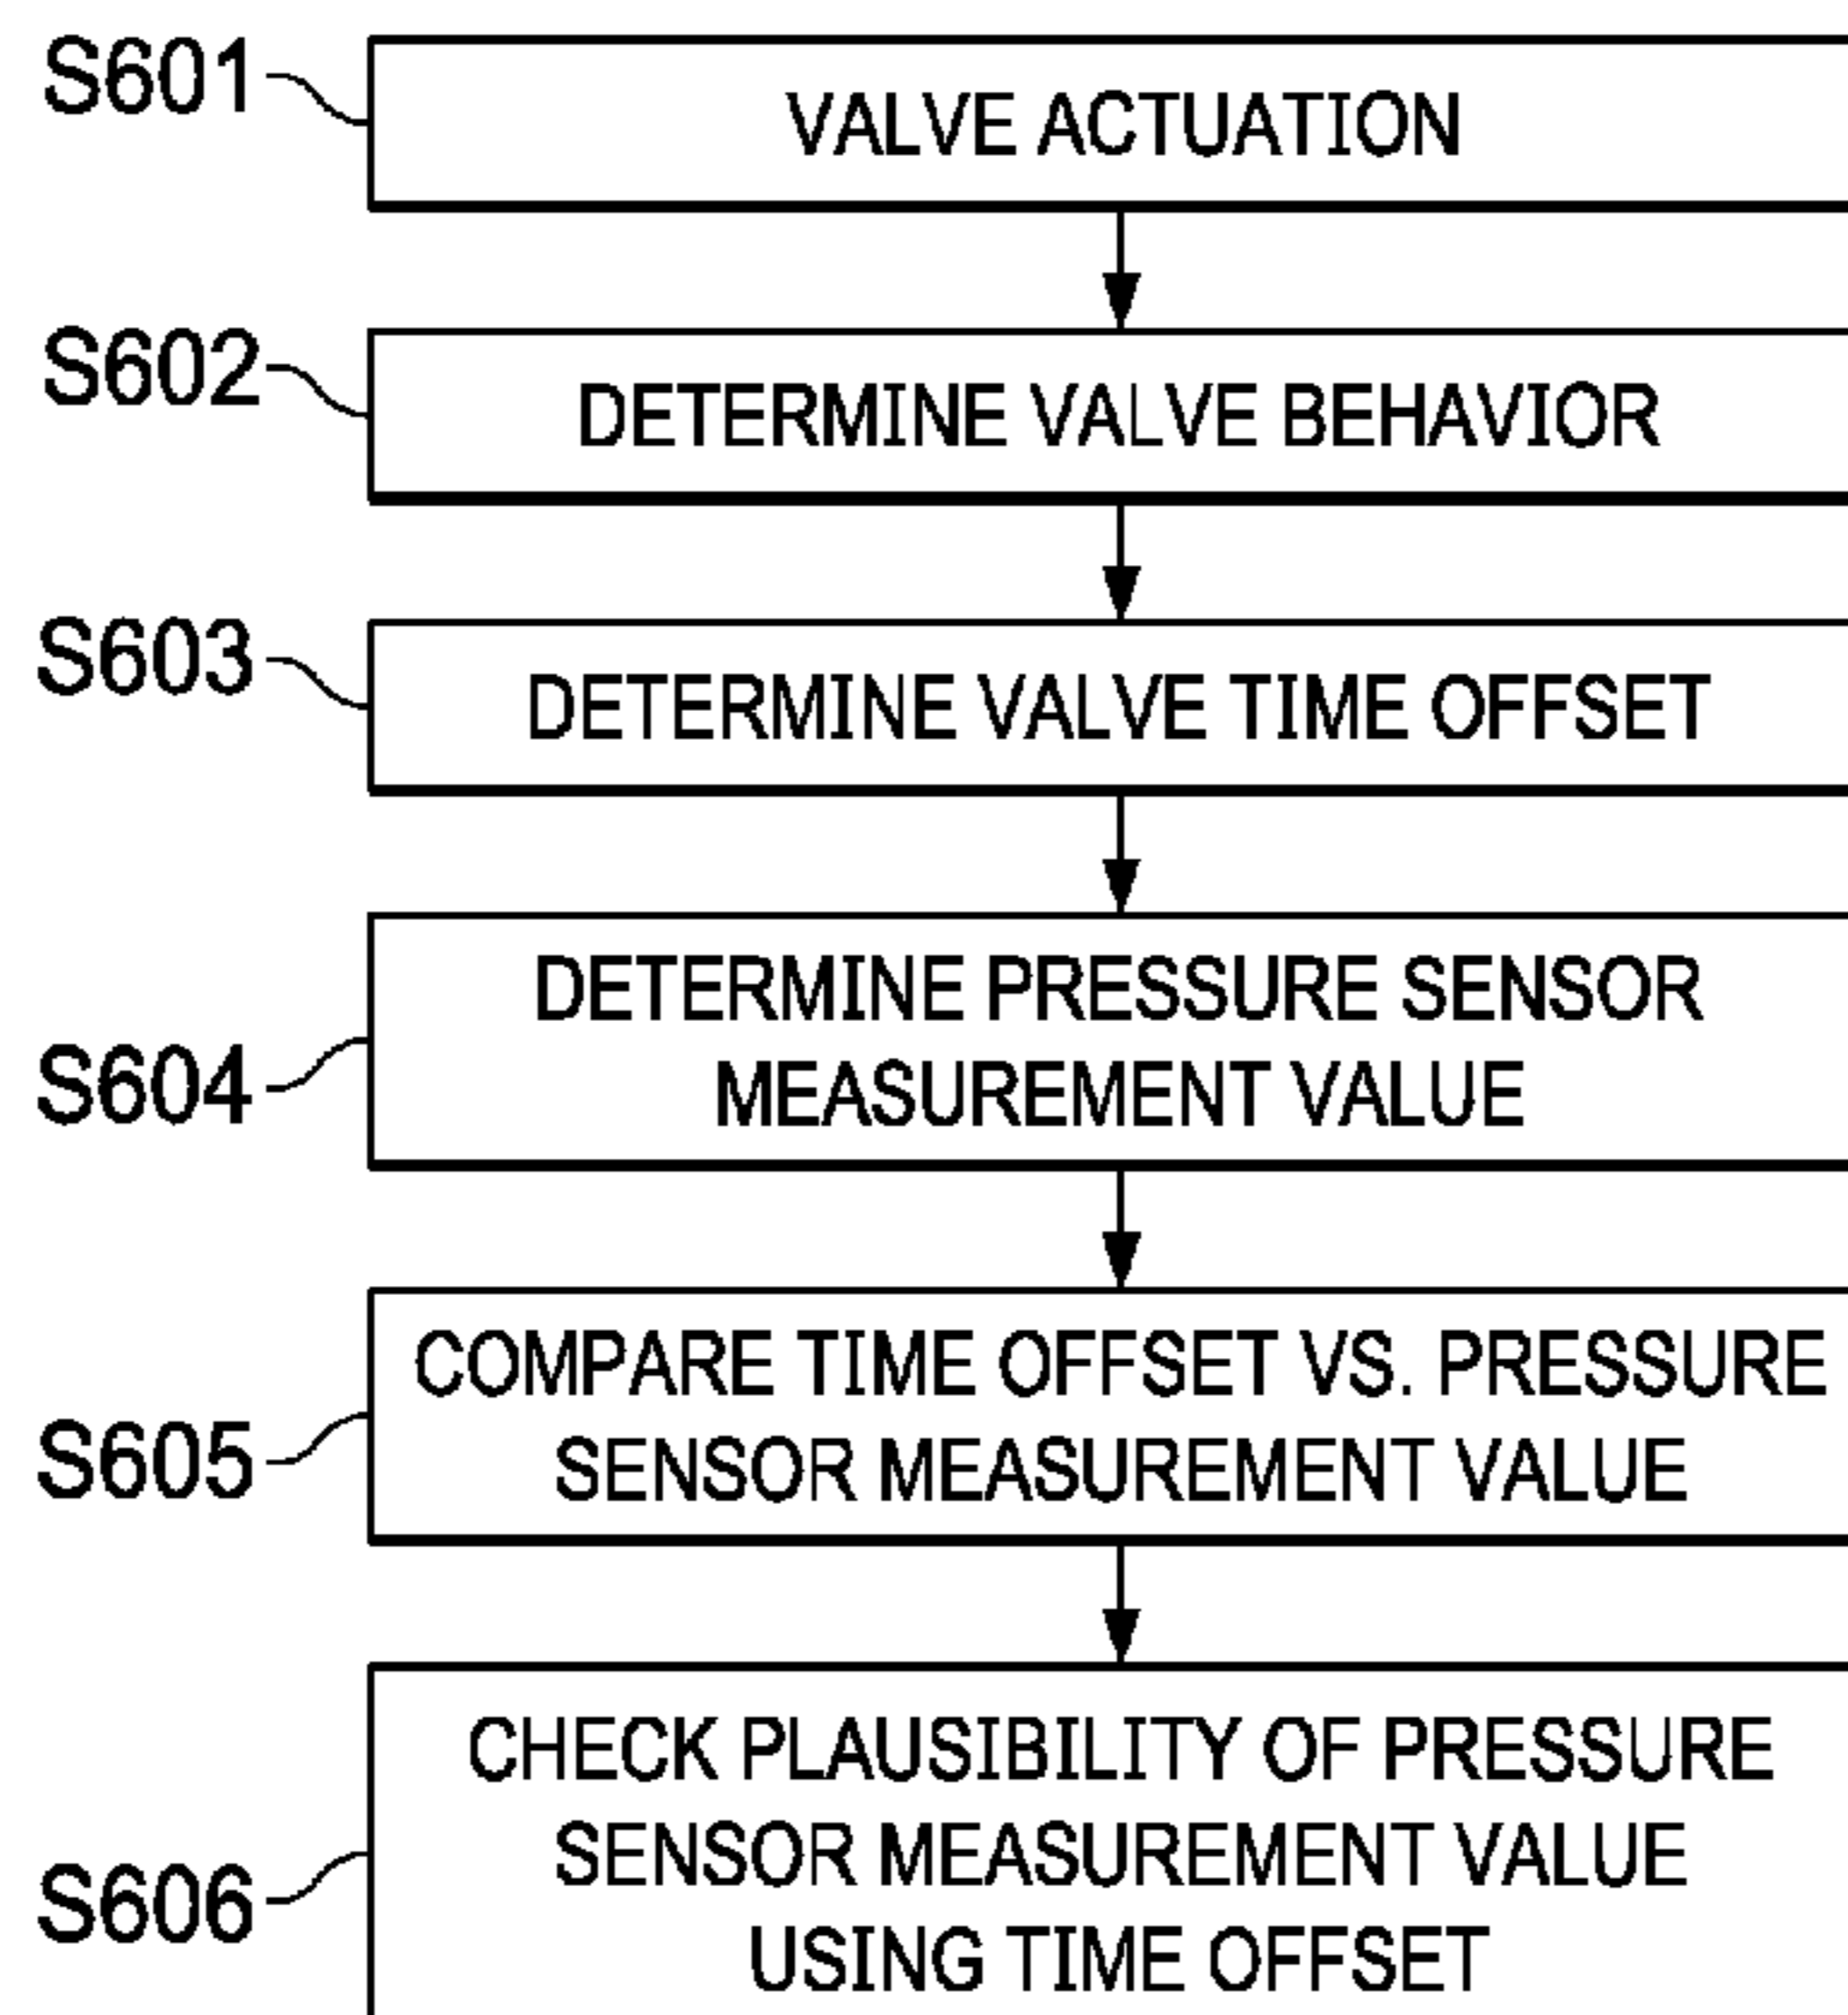 S601
VALVE ACTUATION
S602
DETERMINE VALVE BEHAVIOR
S603
DETERMINE VALVE TIME OFFSET
S604
DETERMINE PRESSURE SENSOR
MEASUREMENT VALUE
S605
COMPARE TIME OFFSET VS. PRESSURE
SENSOR MEASUREMENT VALUE
S606
CHECK PLAUSIBILITY OF PRESSURE
SENSOR MEASUREMENT VALUE
USING TIME OFFSET